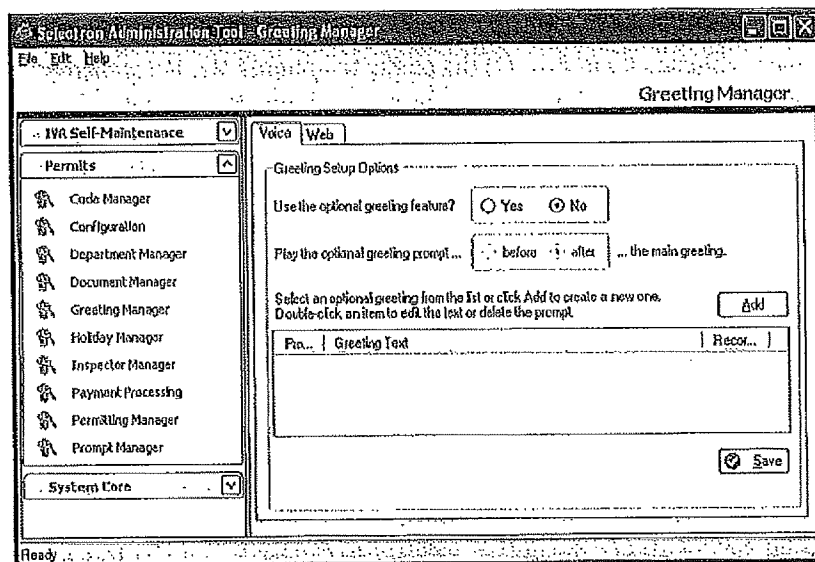 Selectron Administration Tool - Greeting Manager
File Edit Help
Greeting Manager
IVR Self-Maintenance
Permits
Code Manager
Configuration
Department Manager
Document Manager
Greeting Manager
Holiday Manager
Inspector Manager
Payment Processing
Permitting Manager
Prompt Manager
System Core
Voice Web
Greeting Setup Options
Use the optional greeting feature? Yes No
Play the optional greeting prompt ... before after ... the main greeting.
Select an optional greeting from the list or click Add to create a new one.
Double-click an item to edit the text or delete the prompt.
Add
Pro... Greeting Text Recor...
Save
Ready